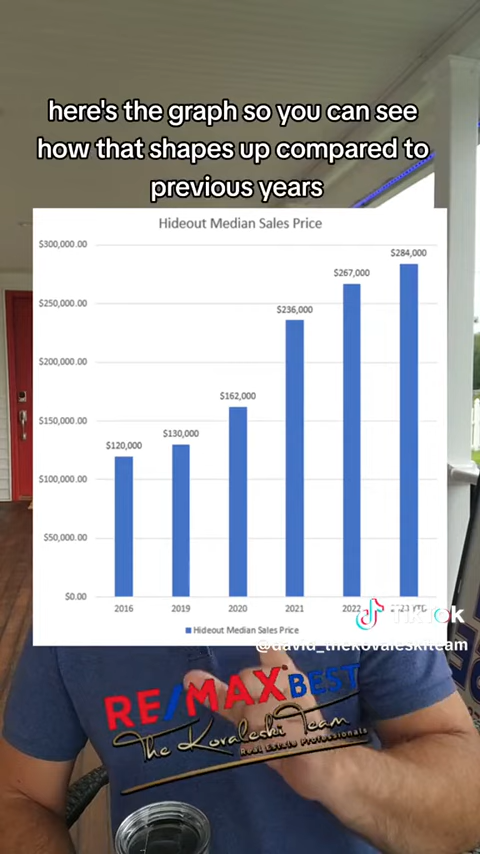 here's the graph so you can see
how that shapes up compared to
previous years
Hideout Median Sales Price
$300,000.00
$250,000.00
$200,000.00
$150,000.00
$100,000.00
$50,000.00
$0.00
$120,000
$130,000
$162,000
$236,000
$267,000
$284,000
2016
2019
2020
2021
2022
YTD
Hideout Median Sales Price
TikTok
@david_thekovaleskiteam
RE/MAX BEST
The Kovaleski Team
Real Estate Professionals